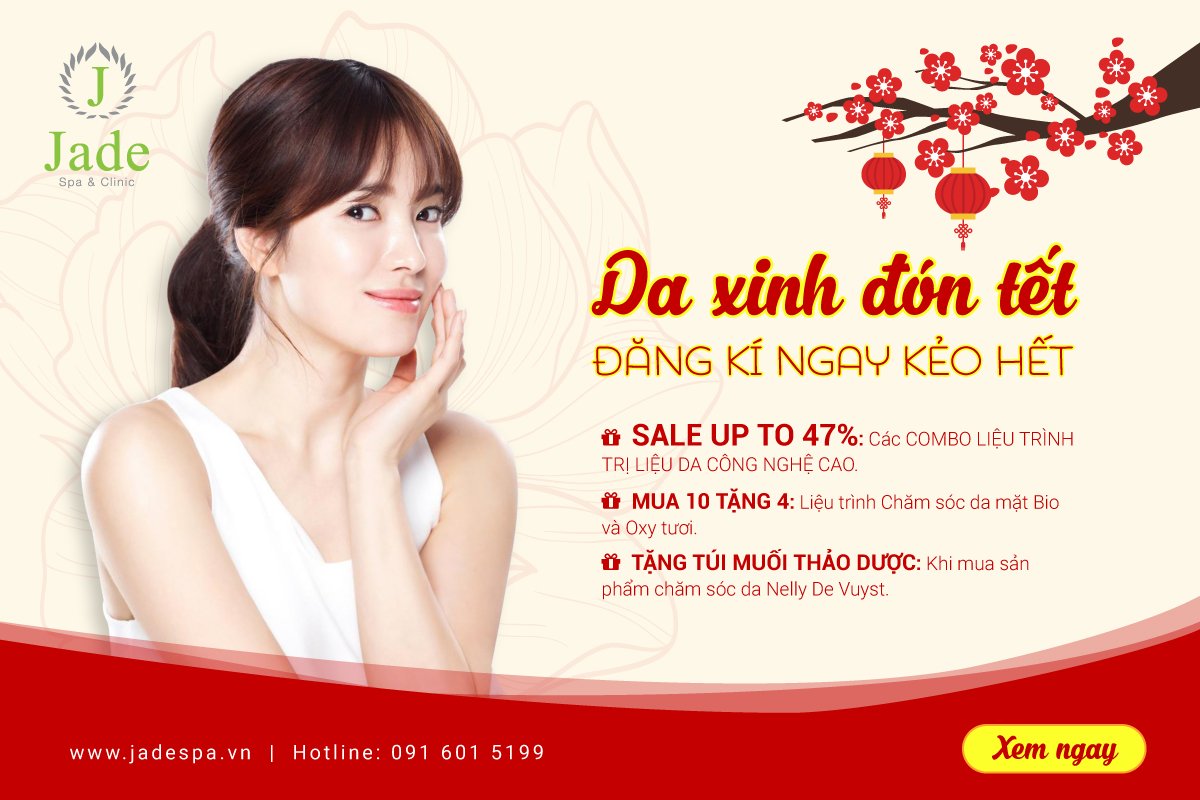 J
Jade
Spa & Clinic
Da xinh đón tết
ĐĂNG KÍ NGAY KẺO HẾT
SALE UP TO 47%: Các COMBO LIỆU TRÌNH
TRỊ LIỆU DA CÔNG NGHỆ CAO.
MUA 10 TẶNG 4: Liệu trình Chăm sóc da mặt Bio
và Oxy tươi.
TẶNG TÚI MUỐI THẢO DƯỢC: Khi mua sản
phẩm chăm sóc da Nelly De Vuyst.
www.jadespa.vn | Hotline: 091 601 5199
Xem ngay